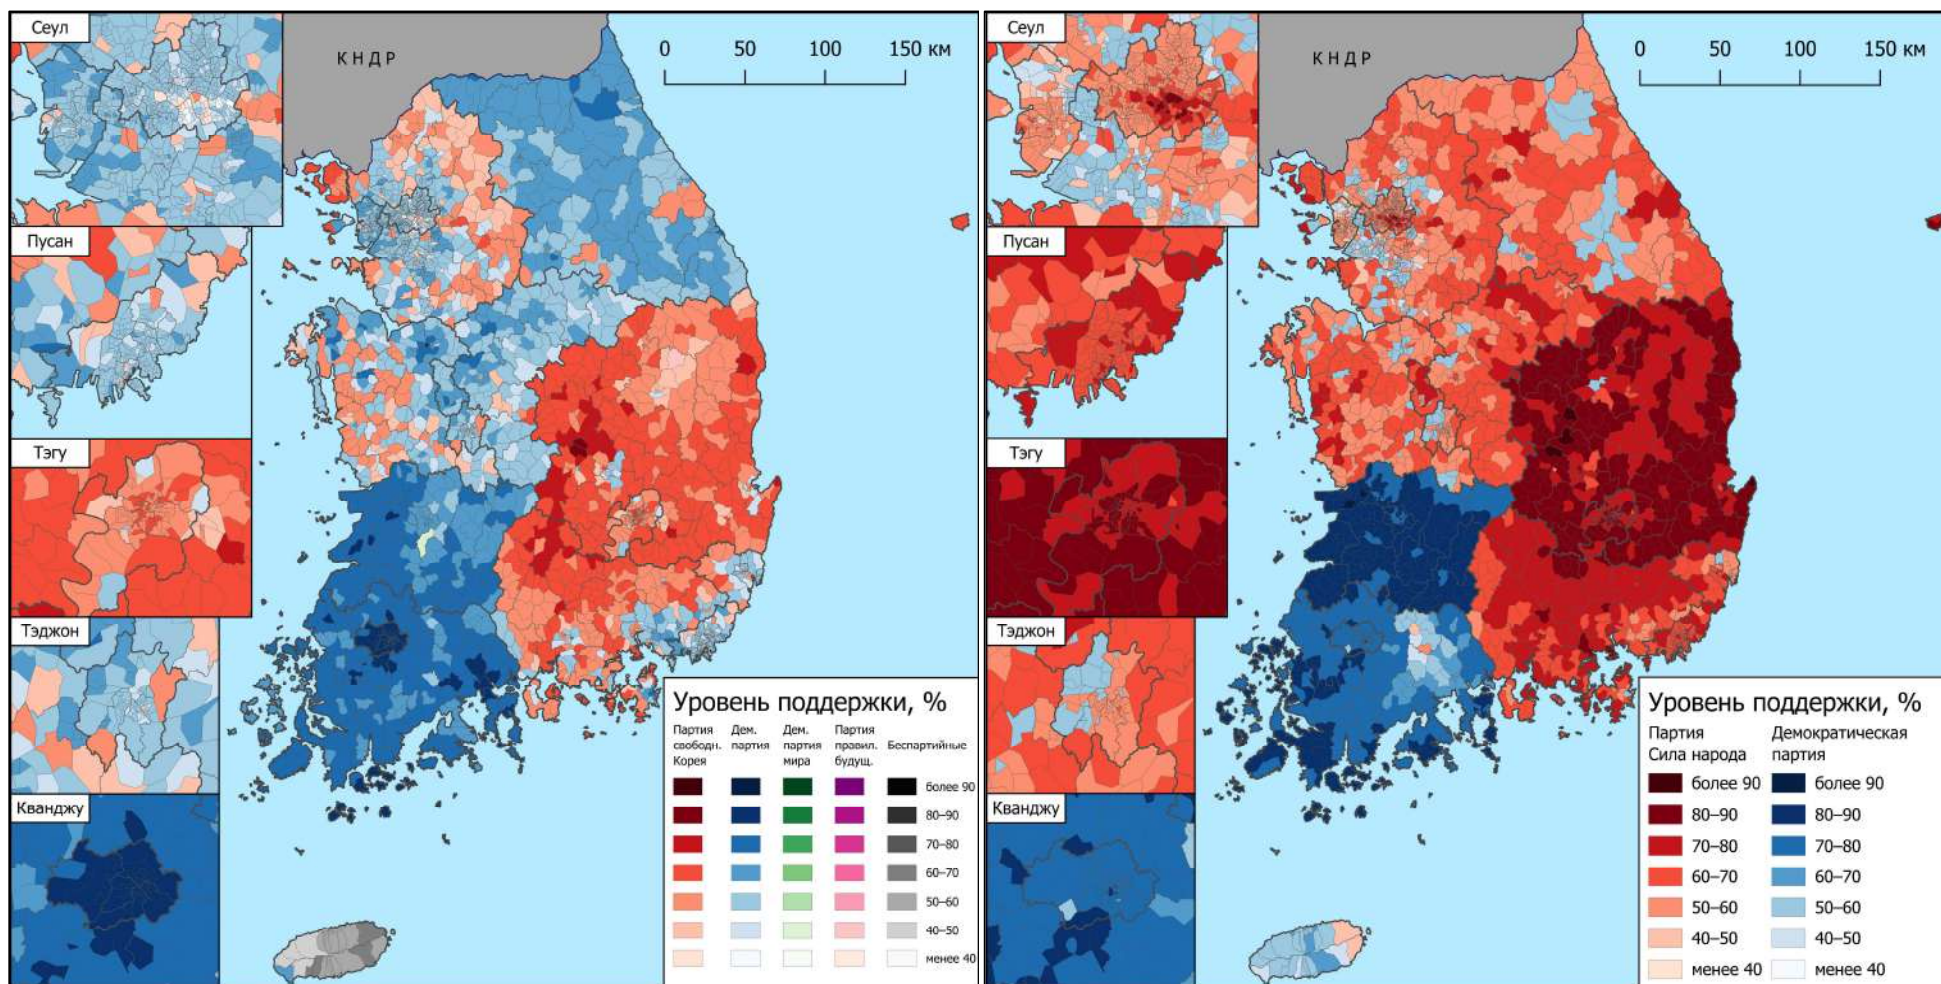 Сеул
КНДР
0 50 100 150 км
Пусан
Тэгу
Тэджон
Кванджу
Уровень поддержки, %
Партия свободн. Корея
Дем. партия
Дем. партия мира
Партия правил. будущ.
Беспартийные
более 90
80–90
70–80
60–70
50–60
40–50
менее 40
Сеул
КНДР
0 50 100 150 км
Пусан
Тэгу
Тэджон
Кванджу
Уровень поддержки, %
Партия Сила народа
Демократическая партия
более 90 более 90
80–90 80–90
70–80 70–80
60–70 60–70
50–60 50–60
40–50 40–50
менее 40 менее 40